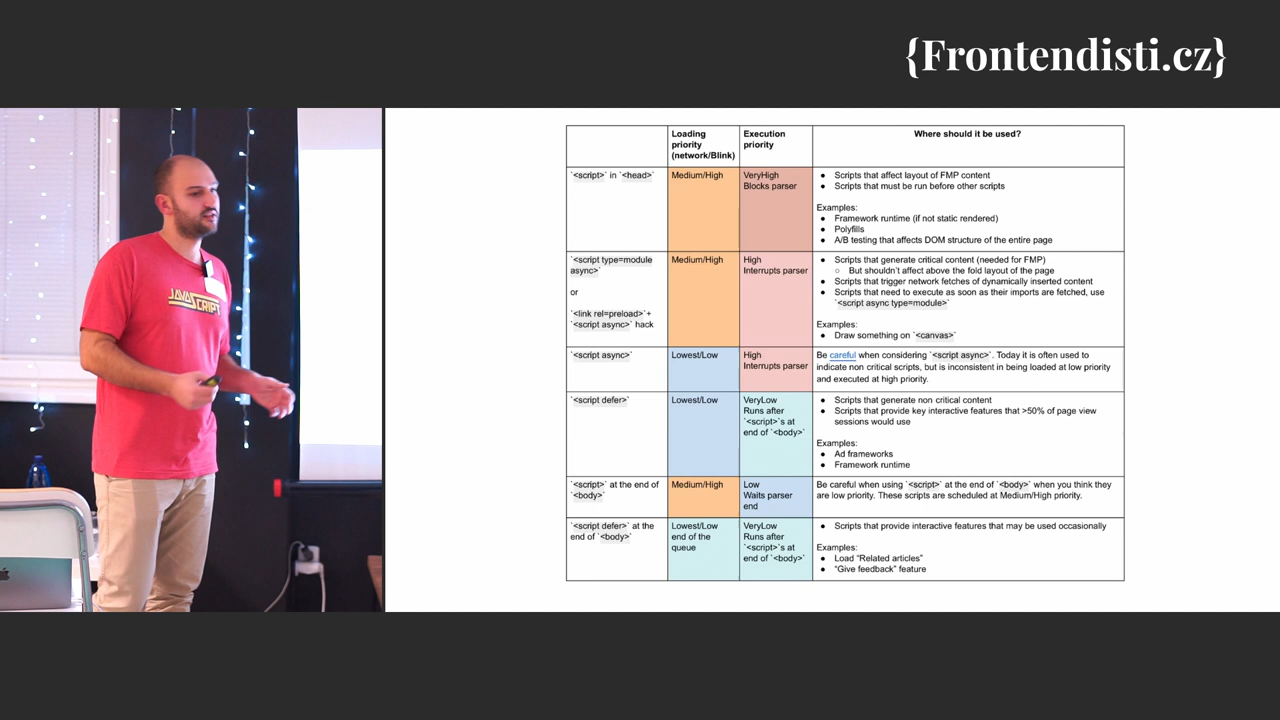 {Frontendisti.cz}
JAVA
SCRIPT
Loading
priority
(network/Blink)
Execution
priority
Where should it be used?
`<script>` in `<head>`
Medium/High
VeryHigh
Blocks parser
● Scripts that affect layout of FMP content
● Scripts that must be run before other scripts
Examples:
● Framework runtime (if not static rendered)
● Polyfills
● A/B testing that affects DOM structure of the entire page
`<script type=module
async>`
or
`<link rel=preload>`+
`<script async>` hack
Medium/High
High
Interrupts parser
● Scripts that generate critical content (needed for FMP)
○ But shouldn't affect above the fold layout of the page
● Scripts that trigger network fetches of dynamically inserted content
● Scripts that need to execute as soon as their imports are fetched, use
`<script async type=module>`
Examples:
● Draw something on `<canvas>`
`<script async>`
Lowest/Low
High
Interrupts parser
Be careful when considering `<script async>`. Today it is often used to
indicate non critical scripts, but is inconsistent in being loaded at low priority
and executed at high priority.
`<script defer>`
Lowest/Low
VeryLow
Runs after
`<script>`s at
end of `<body>`
● Scripts that generate non critical content
● Scripts that provide key interactive features that >50% of page view
sessions would use
Examples:
● Ad frameworks
● Framework runtime
`<script>` at the end of
`<body>`
Medium/High
Low
Waits parser
end
Be careful when using `<script>` at the end of `<body>` when you think they
are low priority. These scripts are scheduled at Medium/High priority.
`<script defer>` at the
end of `<body>`
Lowest/Low
end of the
queue
VeryLow
Runs after
`<script>`s at
end of `<body>`
● Scripts that provide interactive features that may be used occasionally
Examples:
● Load "Related articles"
● "Give feedback" feature